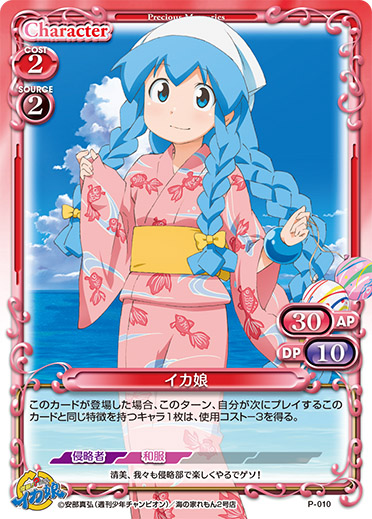 Precious Memories
Character
COST
2
SOURCE
2
30 AP
DP 10
イカ娘
このカードが登場した場合、このターン、自分が次にプレイするこの
カードと同じ特徴を持つキャラ1枚は、使用コスト－3を得る。
侵略者 和服
清美、我々も侵略部で楽しくやるでゲソ!
©安部真弘(週刊少年チャンピオン)/海の家れもん2号店 P-010